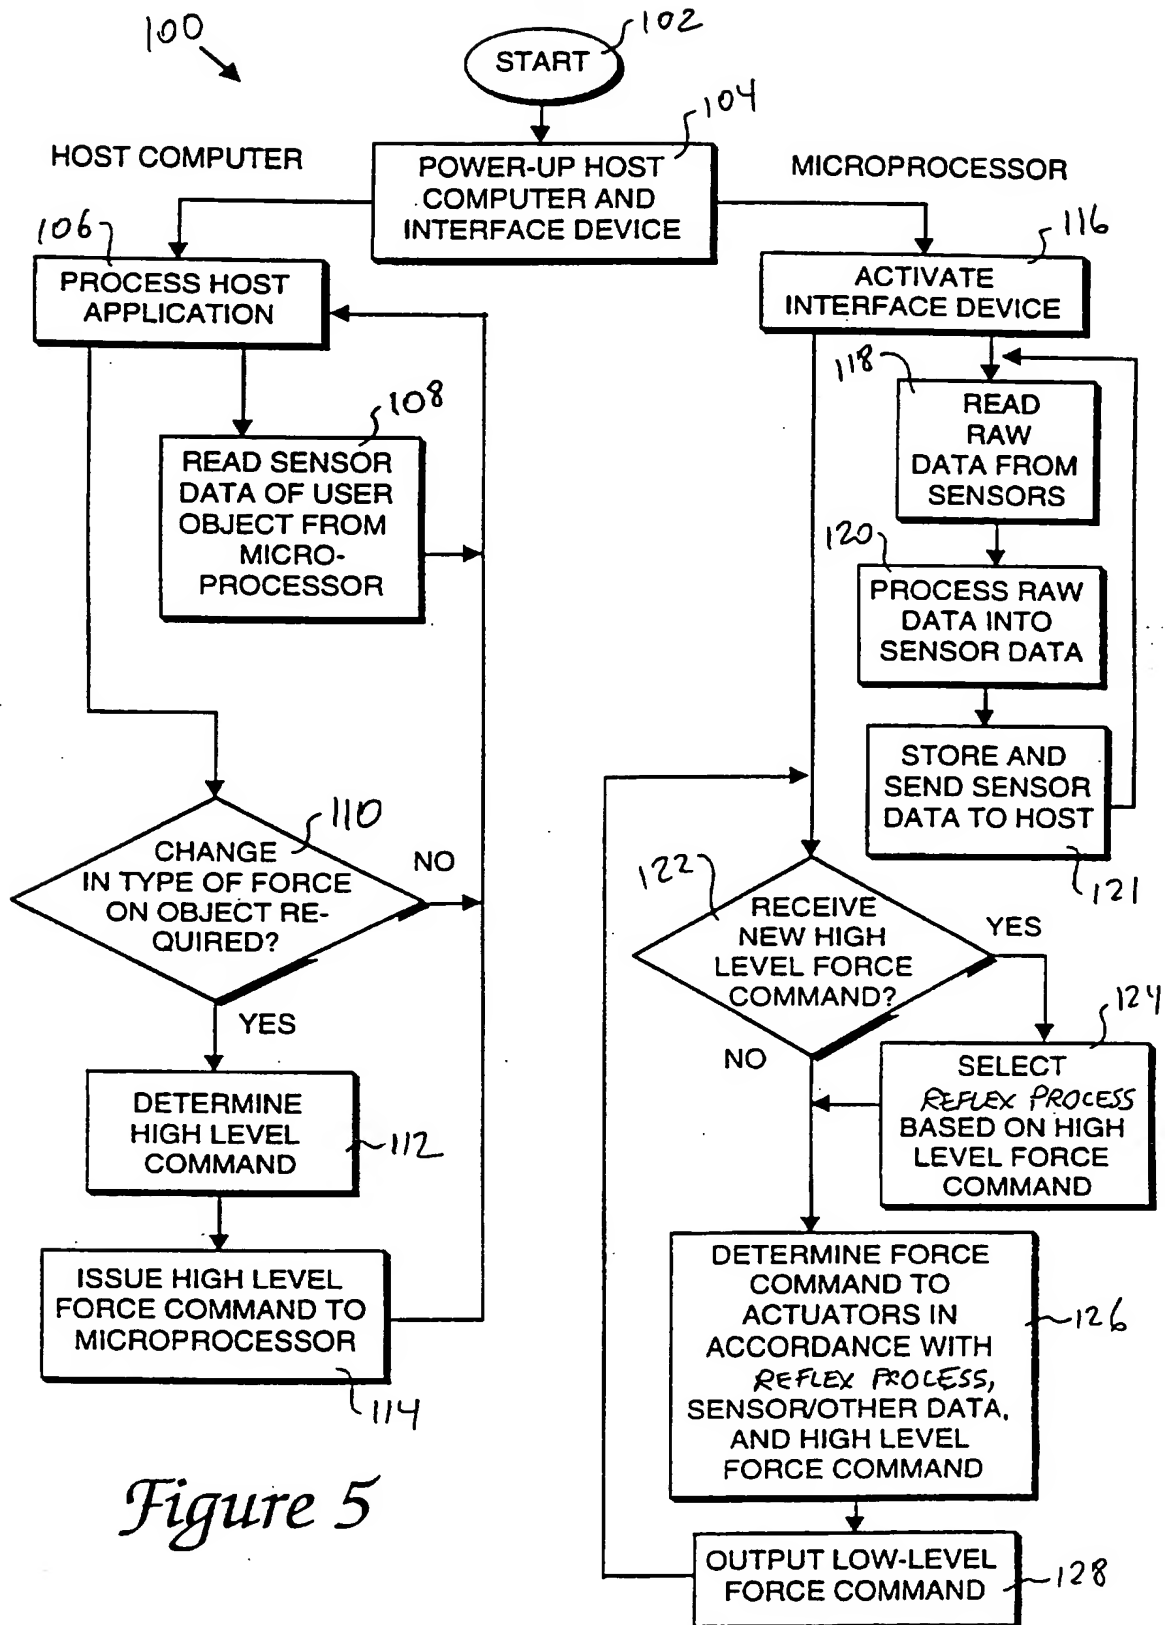 100
102
START
104
HOST COMPUTER
POWER-UP HOST
COMPUTER AND
INTERFACE DEVICE
MICROPROCESSOR
106
PROCESS HOST
APPLICATION
116
ACTIVATE
INTERFACE DEVICE
108
READ SENSOR
DATA OF USER
OBJECT FROM
MICRO-
PROCESSOR
118
READ
RAW
DATA FROM
SENSORS
120
PROCESS RAW
DATA INTO
SENSOR DATA
STORE AND
SEND SENSOR
DATA TO HOST
121
110
CHANGE
IN TYPE OF FORCE
ON OBJECT RE-
QUIRED?
NO
YES
122
RECEIVE
NEW HIGH
LEVEL FORCE
COMMAND?
YES
NO
124
SELECT
REFLEX PROCESS
BASED ON HIGH
LEVEL FORCE
COMMAND
DETERMINE
HIGH LEVEL
COMMAND
112
ISSUE HIGH LEVEL
FORCE COMMAND TO
MICROPROCESSOR
114
DETERMINE FORCE
COMMAND TO
ACTUATORS IN
ACCORDANCE WITH
REFLEX PROCESS,
SENSOR/OTHER DATA,
AND HIGH LEVEL
FORCE COMMAND
126
OUTPUT LOW-LEVEL
FORCE COMMAND
128
Figure 5